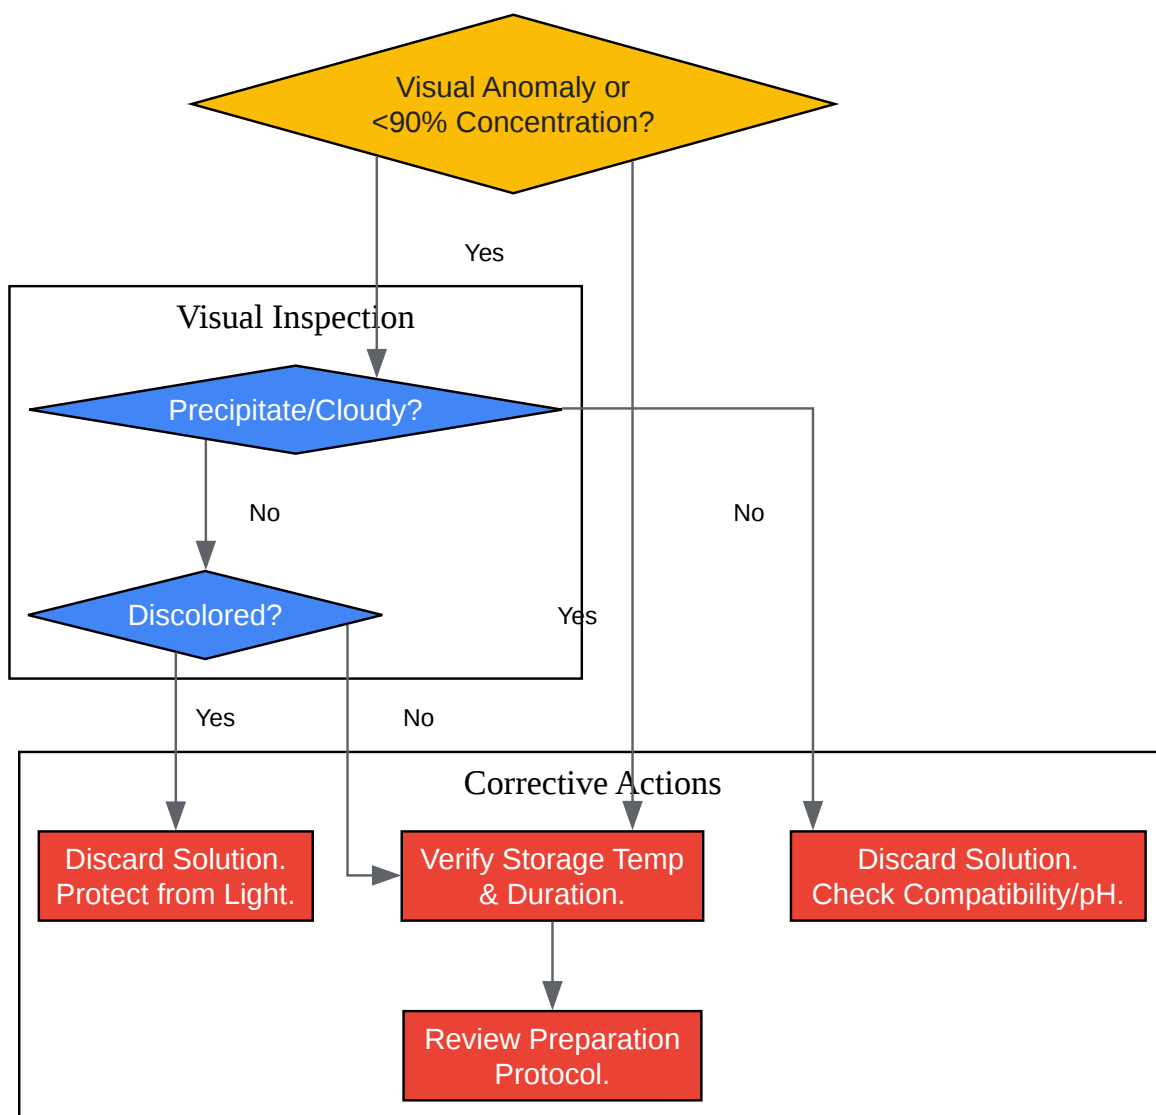 Visual Anomaly or
<90% Concentration?
Yes
Visual Inspection
Precipitate/Cloudy?
No
No
Discolored?
Yes
Yes
No
Corrective Actions
Discard Solution.
Protect from Light.
Verify Storage Temp
& Duration.
Discard Solution.
Check Compatibility/pH.
Review Preparation
Protocol.